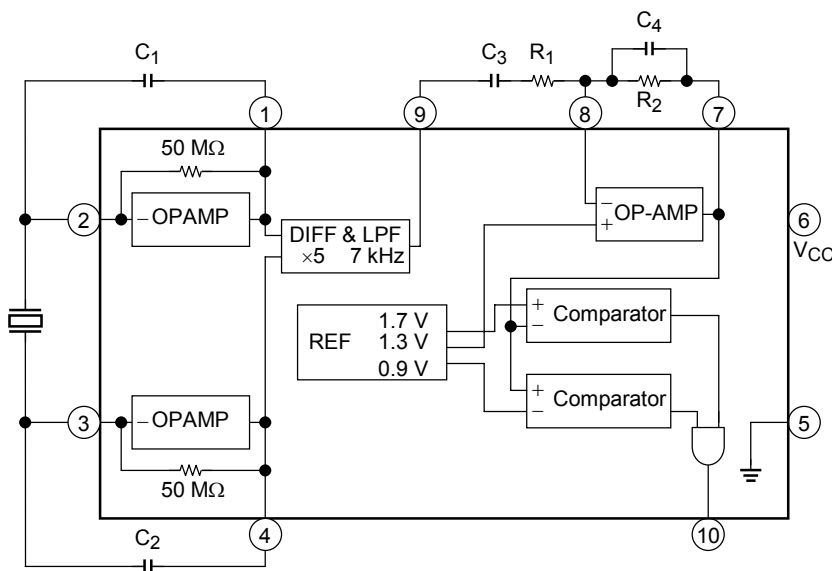 C4
C1
C3
R1
R2
1
9
8
7
50 MΩ
2
− OPAMP
− OP-AMP
+
6
DIFF & LPF
×5 7 kHz
VCC
+ Comparator
−
1.7 V
REF 1.3 V
0.9 V
+ Comparator
−
3
− OPAMP
5
50 MΩ
4
10
C2